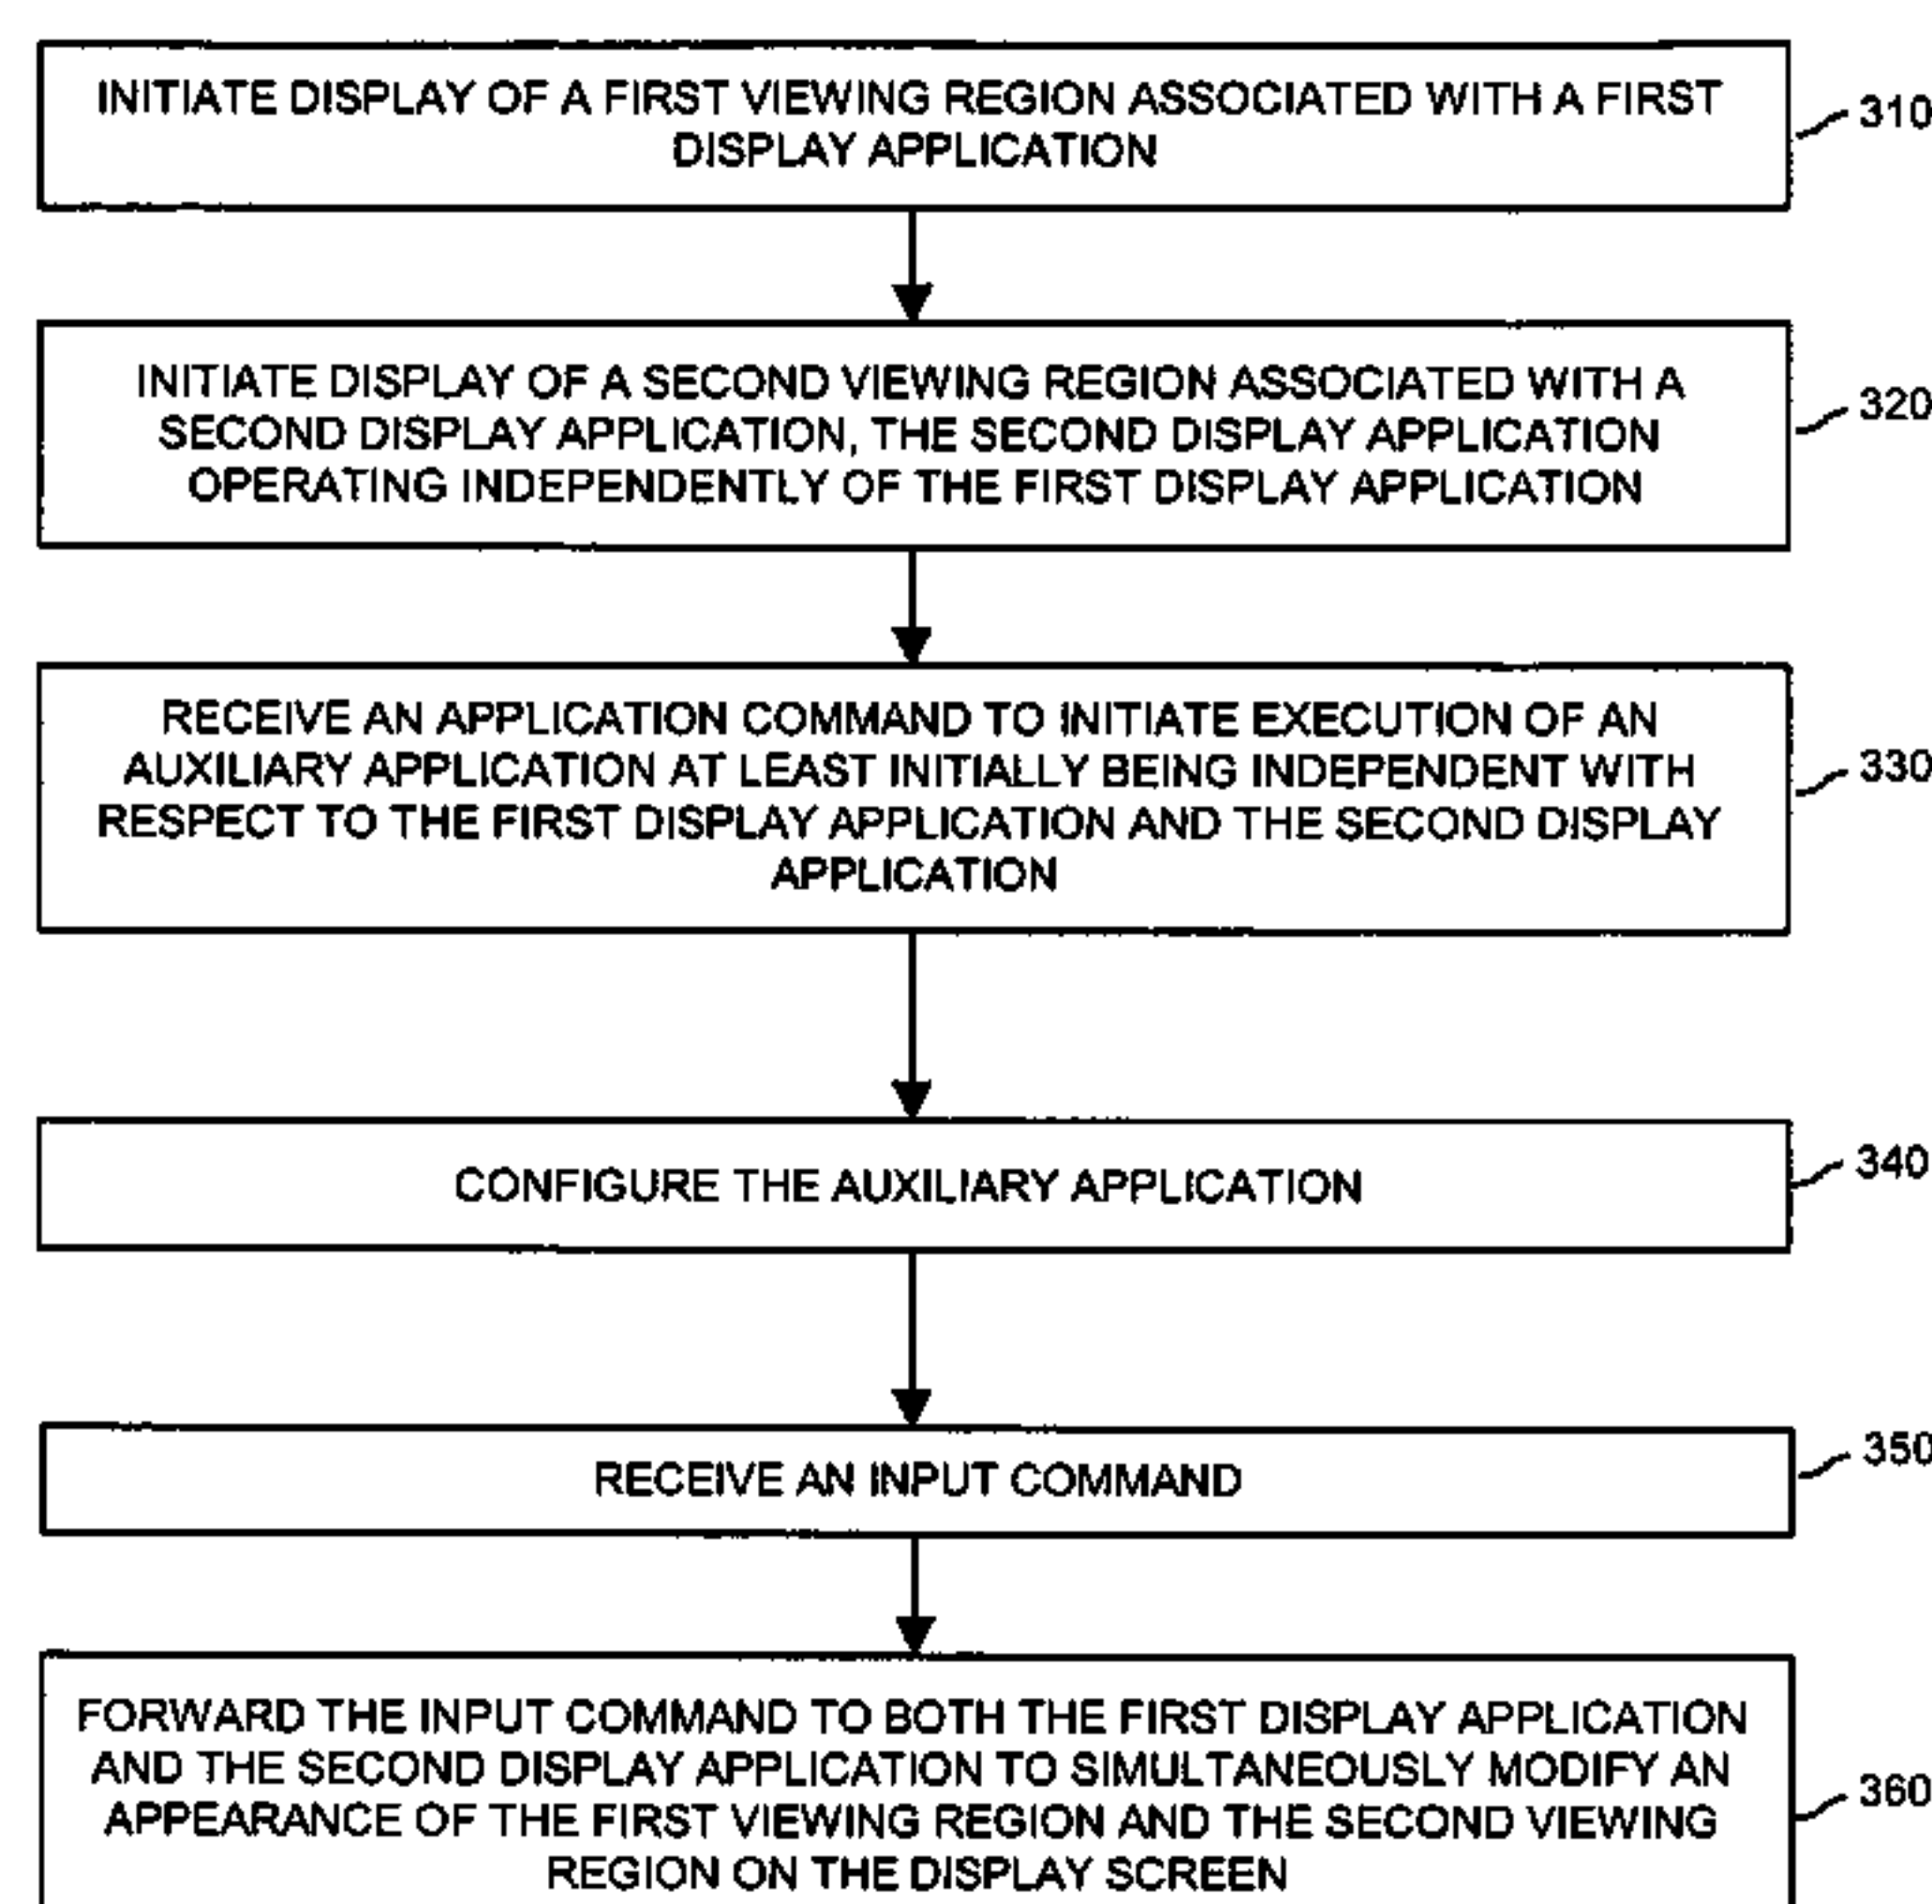 INITIATE DISPLAY OF A FIRST VIEWING REGION ASSOCIATED WITH A FIRST
DISPLAY APPLICATION
310
INITIATE DISPLAY OF A SECOND VIEWING REGION ASSOCIATED WITH A
SECOND DISPLAY APPLICATION, THE SECOND DISPLAY APPLICATION
OPERATING INDEPENDENTLY OF THE FIRST DISPLAY APPLICATION
320
RECEIVE AN APPLICATION COMMAND TO INITIATE EXECUTION OF AN
AUXILIARY APPLICATION AT LEAST INITIALLY BEING INDEPENDENT WITH
RESPECT TO THE FIRST DISPLAY APPLICATION AND THE SECOND DISPLAY
APPLICATION
330
CONFIGURE THE AUXILIARY APPLICATION
340
RECEIVE AN INPUT COMMAND
350
FORWARD THE INPUT COMMAND TO BOTH THE FIRST DISPLAY APPLICATION
AND THE SECOND DISPLAY APPLICATION TO SIMULTANEOUSLY MODIFY AN
APPEARANCE OF THE FIRST VIEWING REGION AND THE SECOND VIEWING
REGION ON THE DISPLAY SCREEN
360